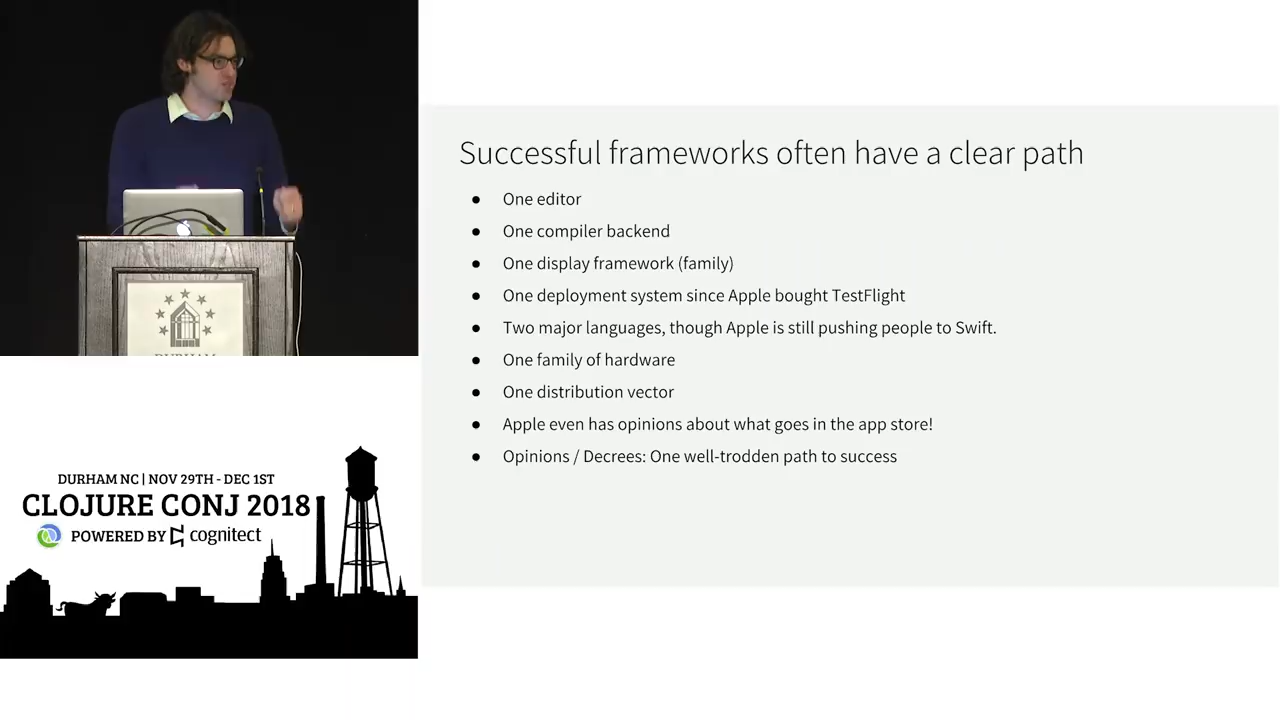 Successful frameworks often have a clear path
● One editor
● One compiler backend
● One display framework (family)
● One deployment system since Apple bought TestFlight
● Two major languages, though Apple is still pushing people to Swift.
● One family of hardware
● One distribution vector
● Apple even has opinions about what goes in the app store!
● Opinions / Decrees: One well-trodden path to success
DURHAM
DURHAM NC | NOV 29TH - DEC 1ST
CLOJURE CONJ 2018
POWERED BY cognitect